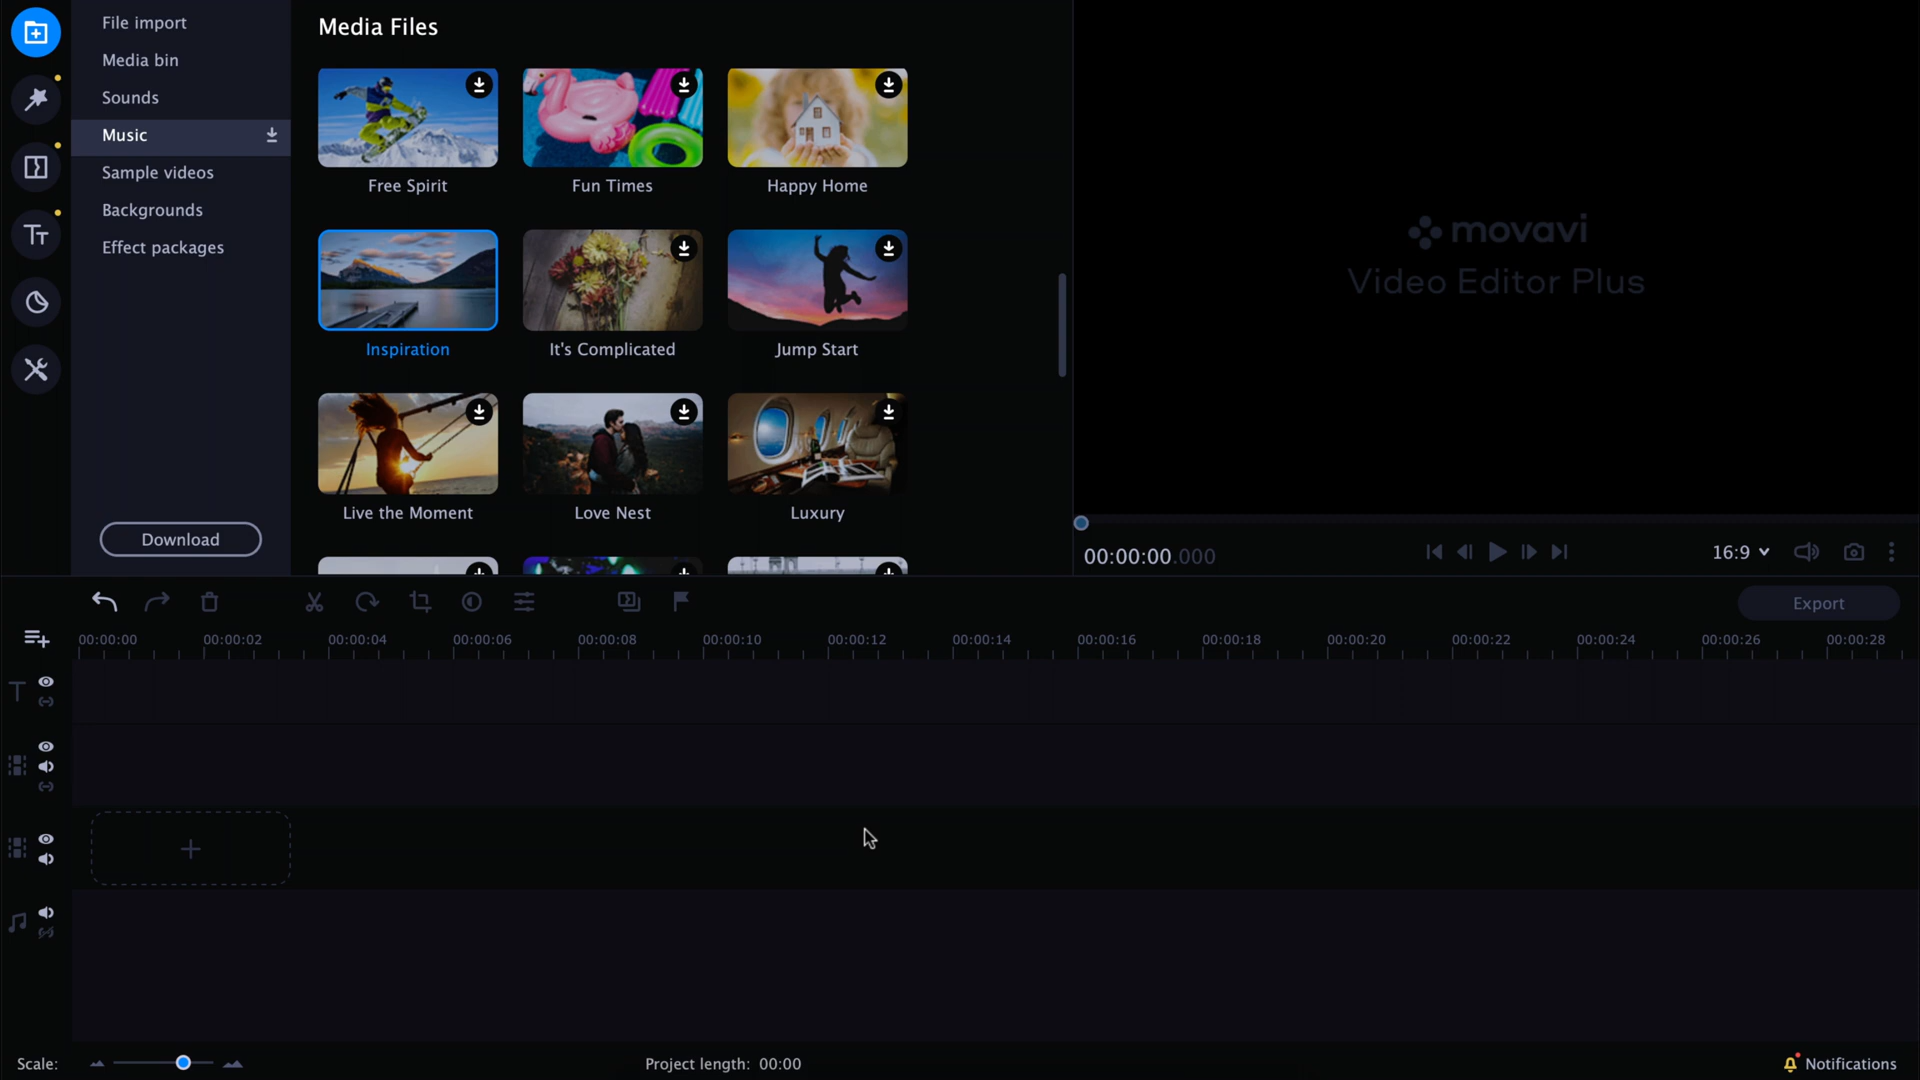 File import
Media bin
Sounds
Music
Sample videos
Backgrounds
Effect packages
Download
Media Files
Free Spirit
Fun Times
Happy Home
Inspiration
It's Complicated
Jump Start
Live the Moment
Love Nest
Luxury
movavi
Video Editor Plus
00:00:00.000
16:9
Export
00:00:00 00:00:02 00:00:04 00:00:06 00:00:08 00:00:10 00:00:12 00:00:14 00:00:16 00:00:18 00:00:20 00:00:22 00:00:24 00:00:26 00:00:28
Scale:
Project length: 00:00
Notifications